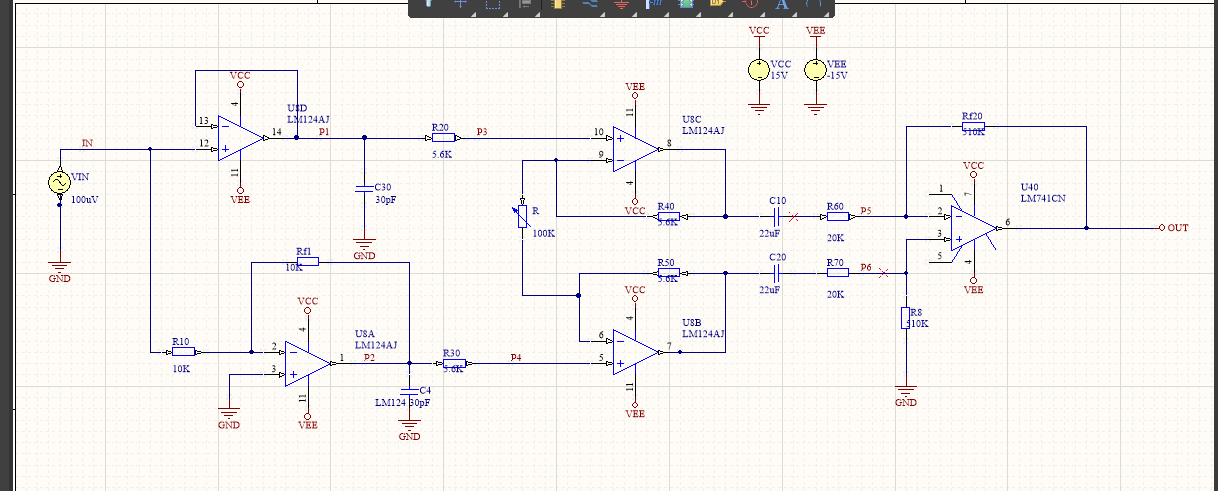 VCC
VEE
VCC
15V
VEE
-15V
VCC
4
U8D
LM124AJ
13
14
12
11
VEE
P1
IN
VIN
100uV
GND
R20
5.6K
P3
C30
30pF
GND
VEE
11
U8C
LM124AJ
10
9
8
4
VCC
R
100K
R40
5.6K
C10
22uF
R60
20K
P5
Rf20
510K
VCC
7
U40
LM741CN
1
2
3
5
6
4
VEE
OUT
R50
5.6K
C20
22uF
R70
20K
P6
R8
510K
GND
Rf1
10K
VCC
4
U8A
LM124AJ
R10
10K
2
3
1
11
VEE
GND
P2
R30
5.6K
P4
C4
LM124 30pF
GND
VCC
4
U8B
LM124AJ
6
5
7
11
VEE